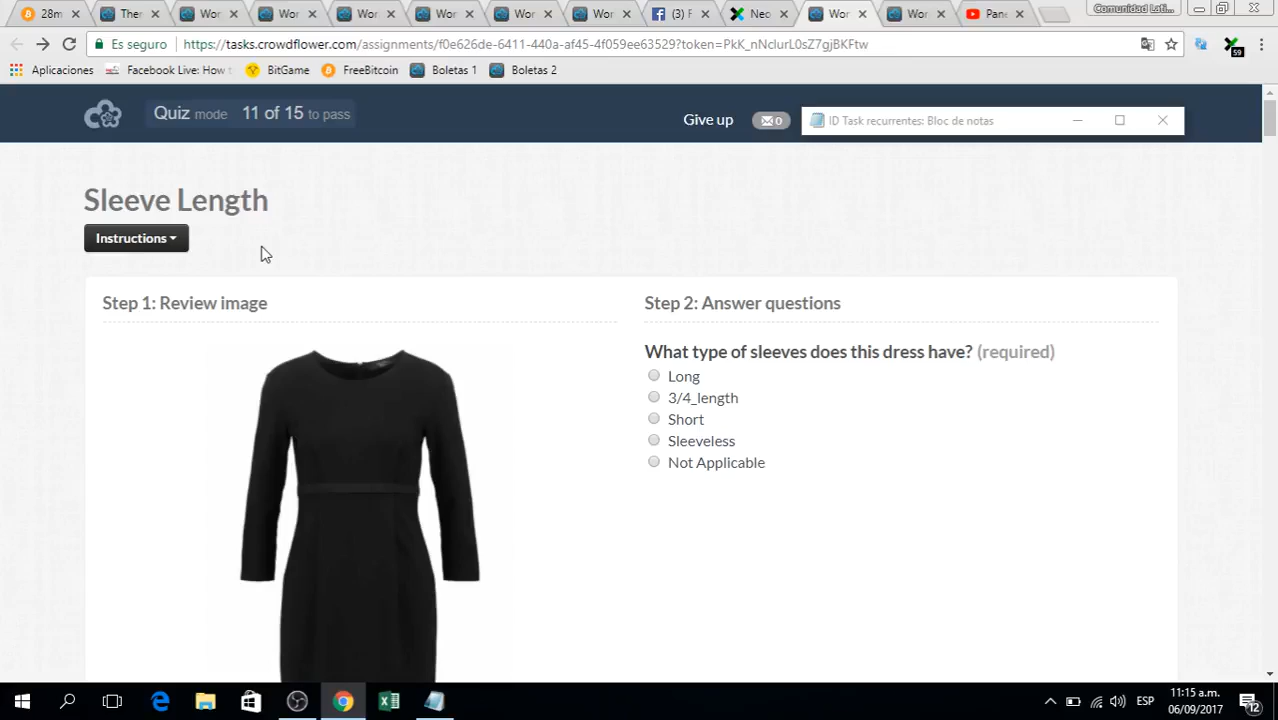 28m
Ther
Wor
Wor
Wor
Wor
Wor
Wor
(3) F
Neo
Wor
Wor
Pane
Comunidad Lati...
Es seguro
https://tasks.crowdflower.com/assignments/f0e626de-6411-440a-af45-4f059ee63529?token=PkK_nNclurL0sZ7gjBKFtw
59
Aplicaciones
Facebook Live: How t
BitGame
FreeBitcoin
Boletas 1
Boletas 2
Quiz mode 11 of 15 to pass
Give up
0
ID Task recurrentes: Bloc de notas
Sleeve Length
Instructions
Step 1: Review image
Step 2: Answer questions
What type of sleeves does this dress have? (required)
Long
3/4_length
Short
Sleeveless
Not Applicable
ESP
11:15 a.m.
06/09/2017
12